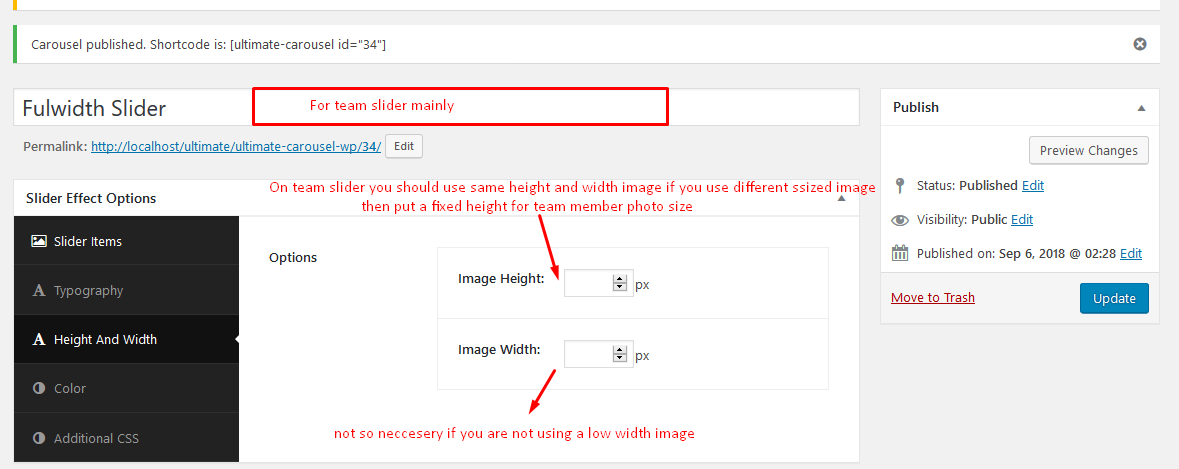 Carousel published. Shortcode is: [ultimate-carousel id="34"]
Fulwidth Slider
For team slider mainly
Permalink: http://localhost/ultimate/ultimate-carousel-wp/34/ Edit
Slider Effect Options
On team slider you should use same height and width image if you use different ssized image
then put a fixed height for team member photo size
Slider Items
Typography
Height And Width
Color
Additional CSS
Options
Image Height: px
Image Width: px
not so neccesery if you are not using a low width image
Publish
Preview Changes
Status: Published Edit
Visibility: Public Edit
Published on: Sep 6, 2018 @ 02:28 Edit
Move to Trash
Update